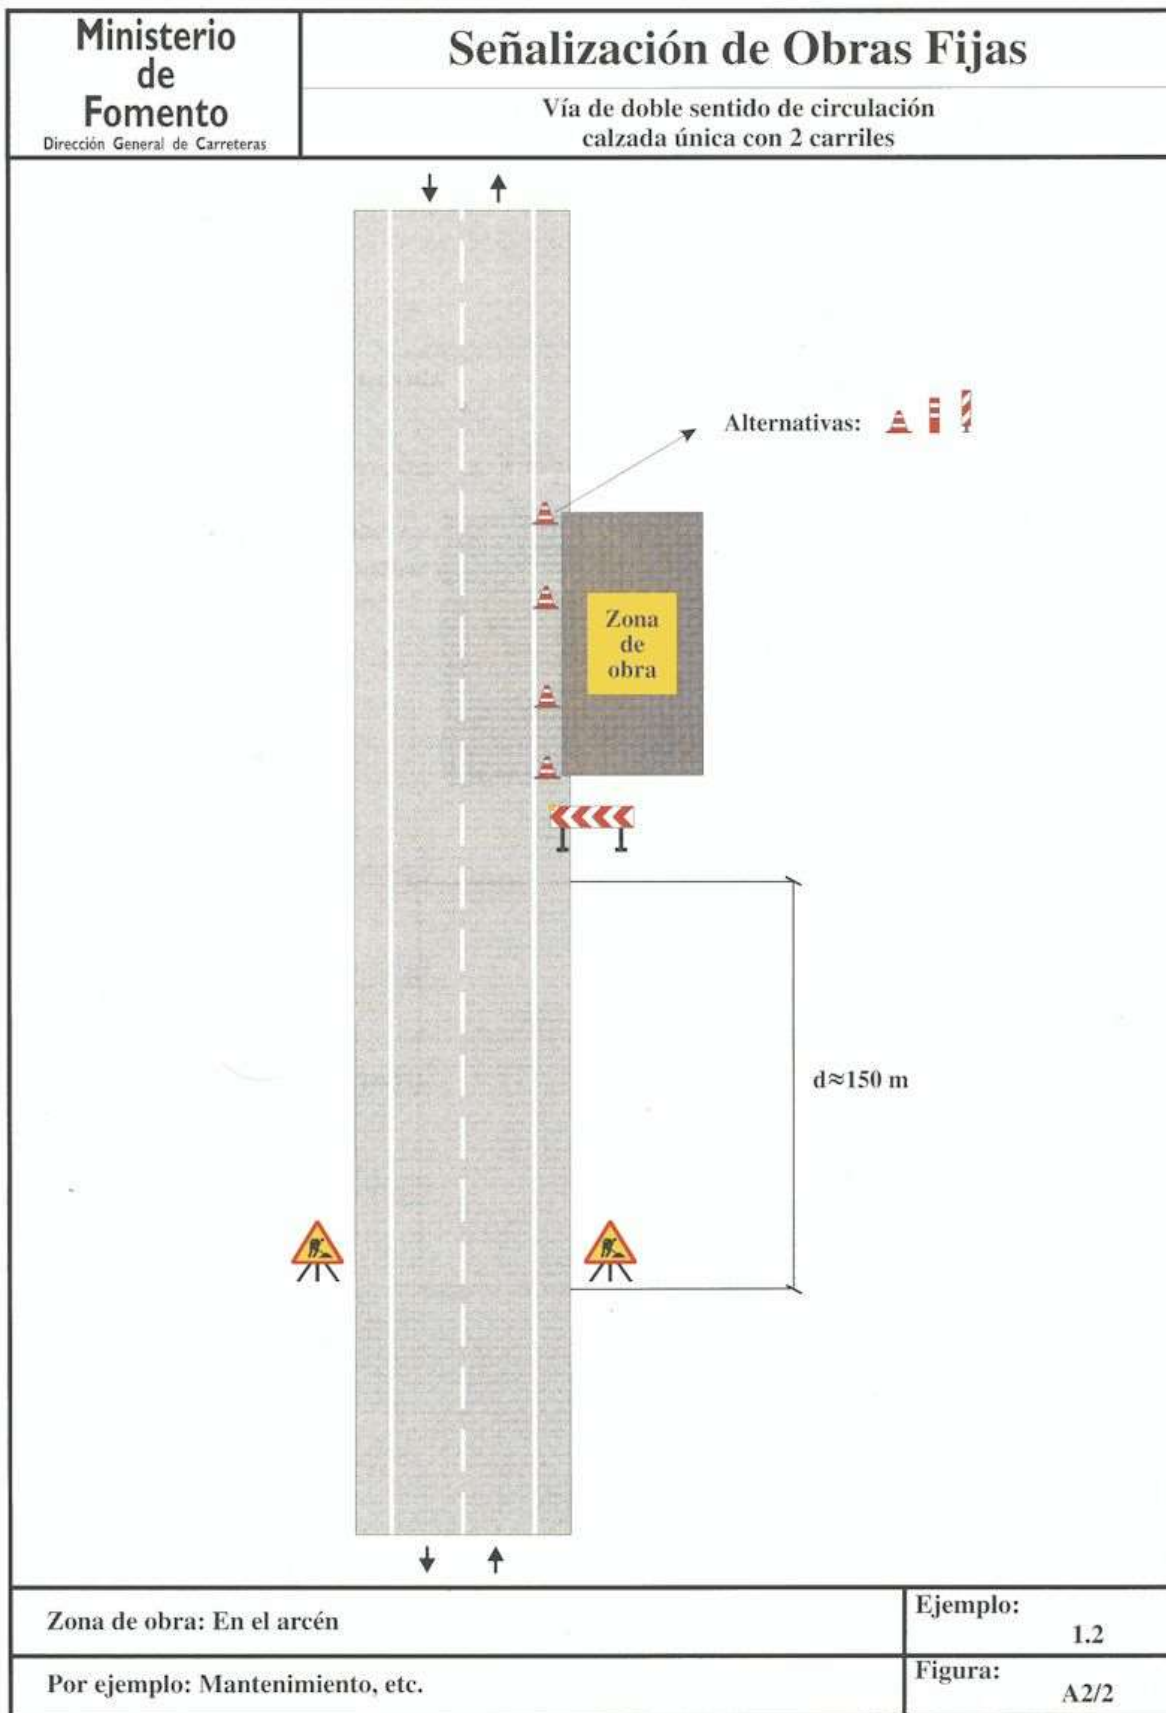 Ministerio
de
Fomento
Dirección General de Carreteras
Señalización de Obras Fijas
Vía de doble sentido de circulación
calzada única con 2 carriles
Alternativas:
Zona
de
obra
d≈150 m
Zona de obra: En el arcén
Ejemplo:
1.2
Por ejemplo: Mantenimiento, etc.
Figura:
A2/2